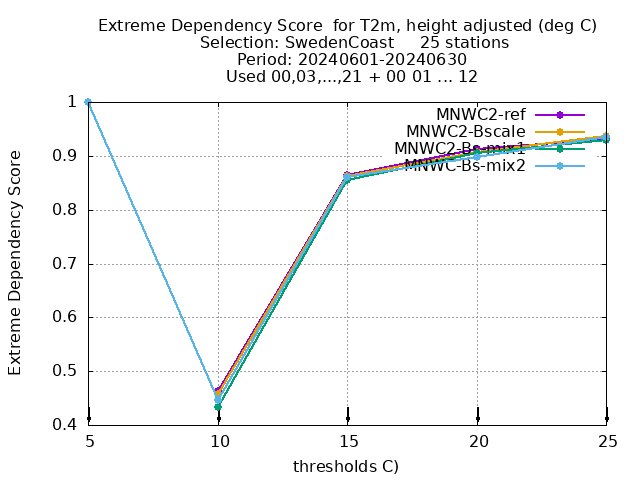 Extreme Dependency Score  for T2m, height adjusted (deg C)
Selection: SwedenCoast     25 stations
Period: 20240601-20240630
Used 00,03,...,21 + 00 01 ... 12
MNWC2-ref
MNWC2-Bscale
MNWC2-Bs-mix1
MNWC-Bs-mix2
Extreme Dependency Score
1
0.9
0.8
0.7
0.6
0.5
0.4
5 10 15 20 25
thresholds C)